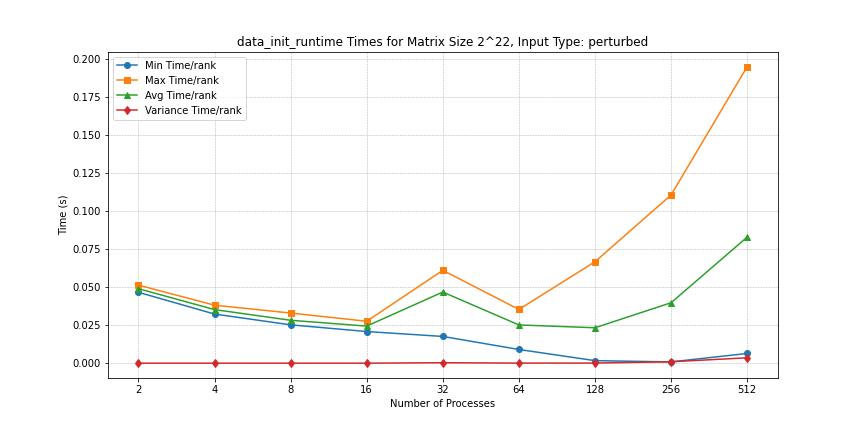 data_init_runtime Times for Matrix Size 2^22, Input Type: perturbed
Min Time/rank
Max Time/rank
Avg Time/rank
Variance Time/rank
Time (s)
0.200
0.175
0.150
0.125
0.100
0.075
0.050
0.025
0.000
2 4 8 16 32 64 128 256 512
Number of Processes